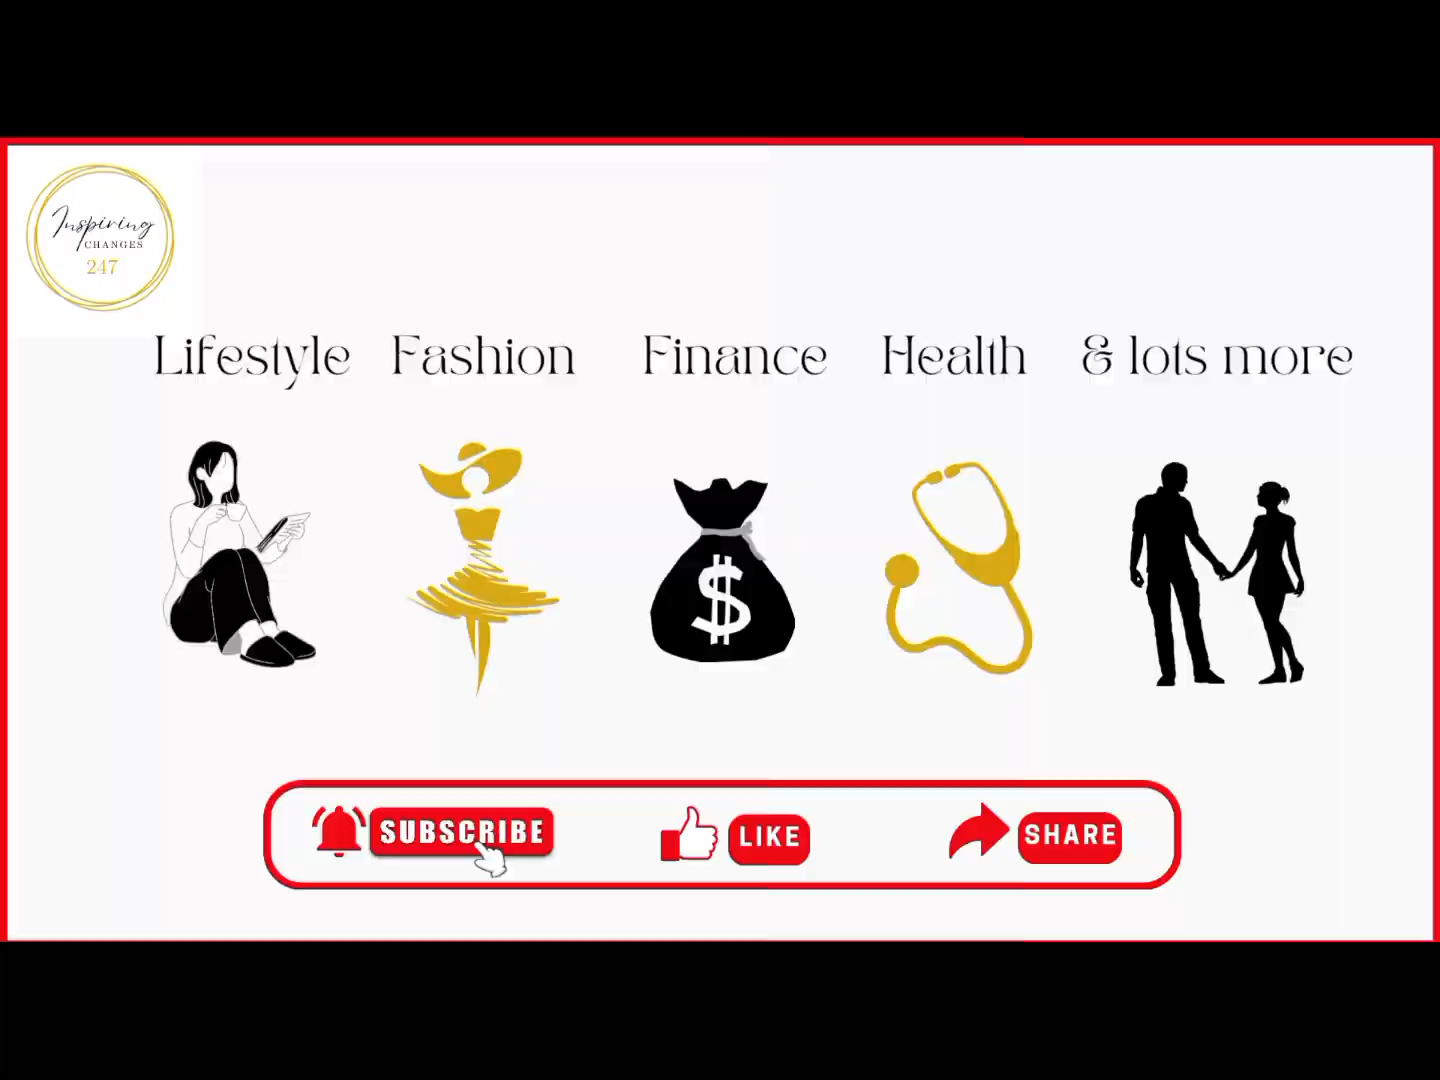 Inspiring
CHANGES
247
Lifestyle Fashion Finance Health & lots more
$
SUBSCRIBE LIKE SHARE